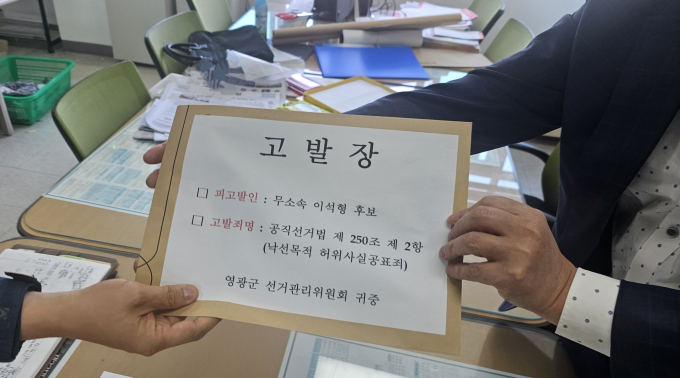 고 발 장
□ 피고발인 : 무소속 이석형 후보
□ 고발죄명 : 공직선거법 제 250조 제 2항
(낙선목적 허위사실공표죄)
영광군 선거관리위원회 귀중